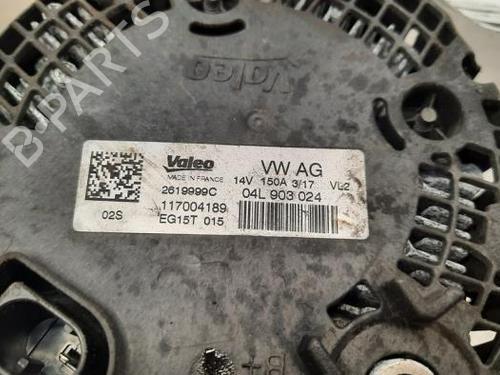 B-PARTS
Valeo
Valeo
VW AG
MADE IN FRANCE
14V 150A 3/17 VL2
2619999C
04L 903 024
117004189
02S
EG15T 015
B+